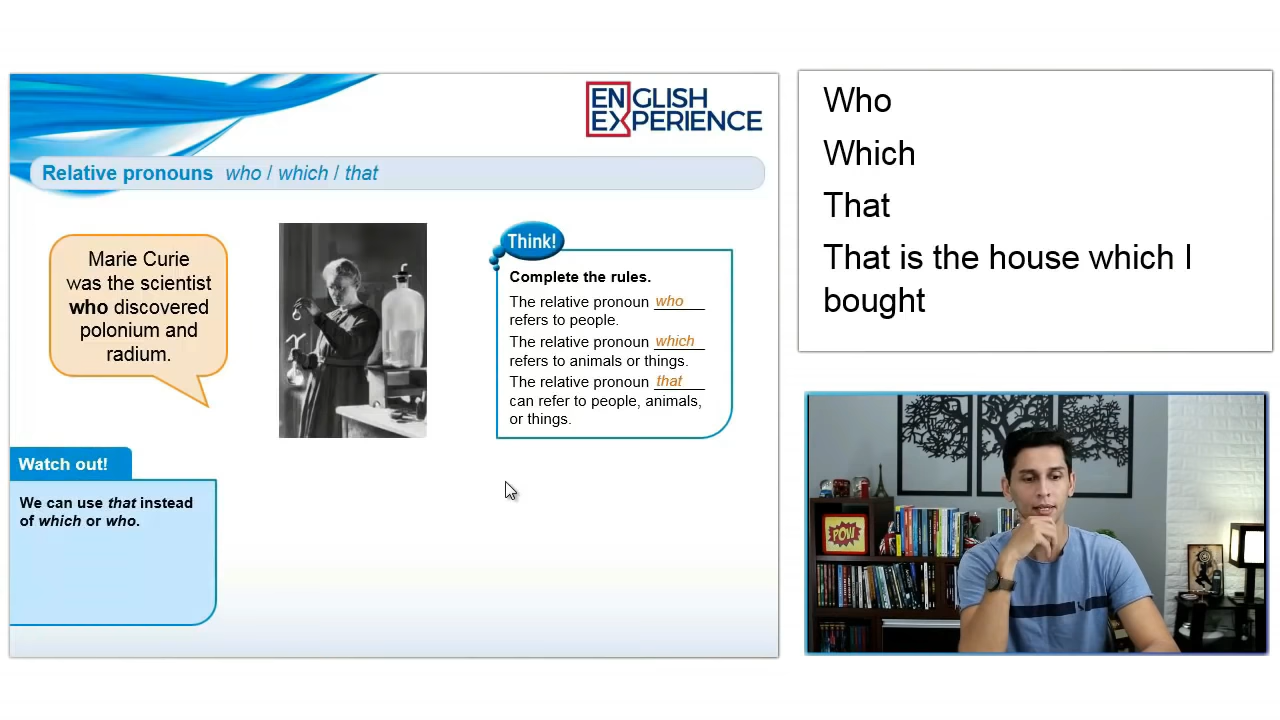 ENGLISH
EXPERIENCE
Relative pronouns who / which / that
Marie Curie
was the scientist
who discovered
polonium and
radium.
Think!
Complete the rules.
The relative pronoun who
refers to people.
The relative pronoun which
refers to animals or things.
The relative pronoun that
can refer to people, animals,
or things.
Watch out!
We can use that instead
of which or who.
Who
Which
That
That is the house which I
bought
POW!